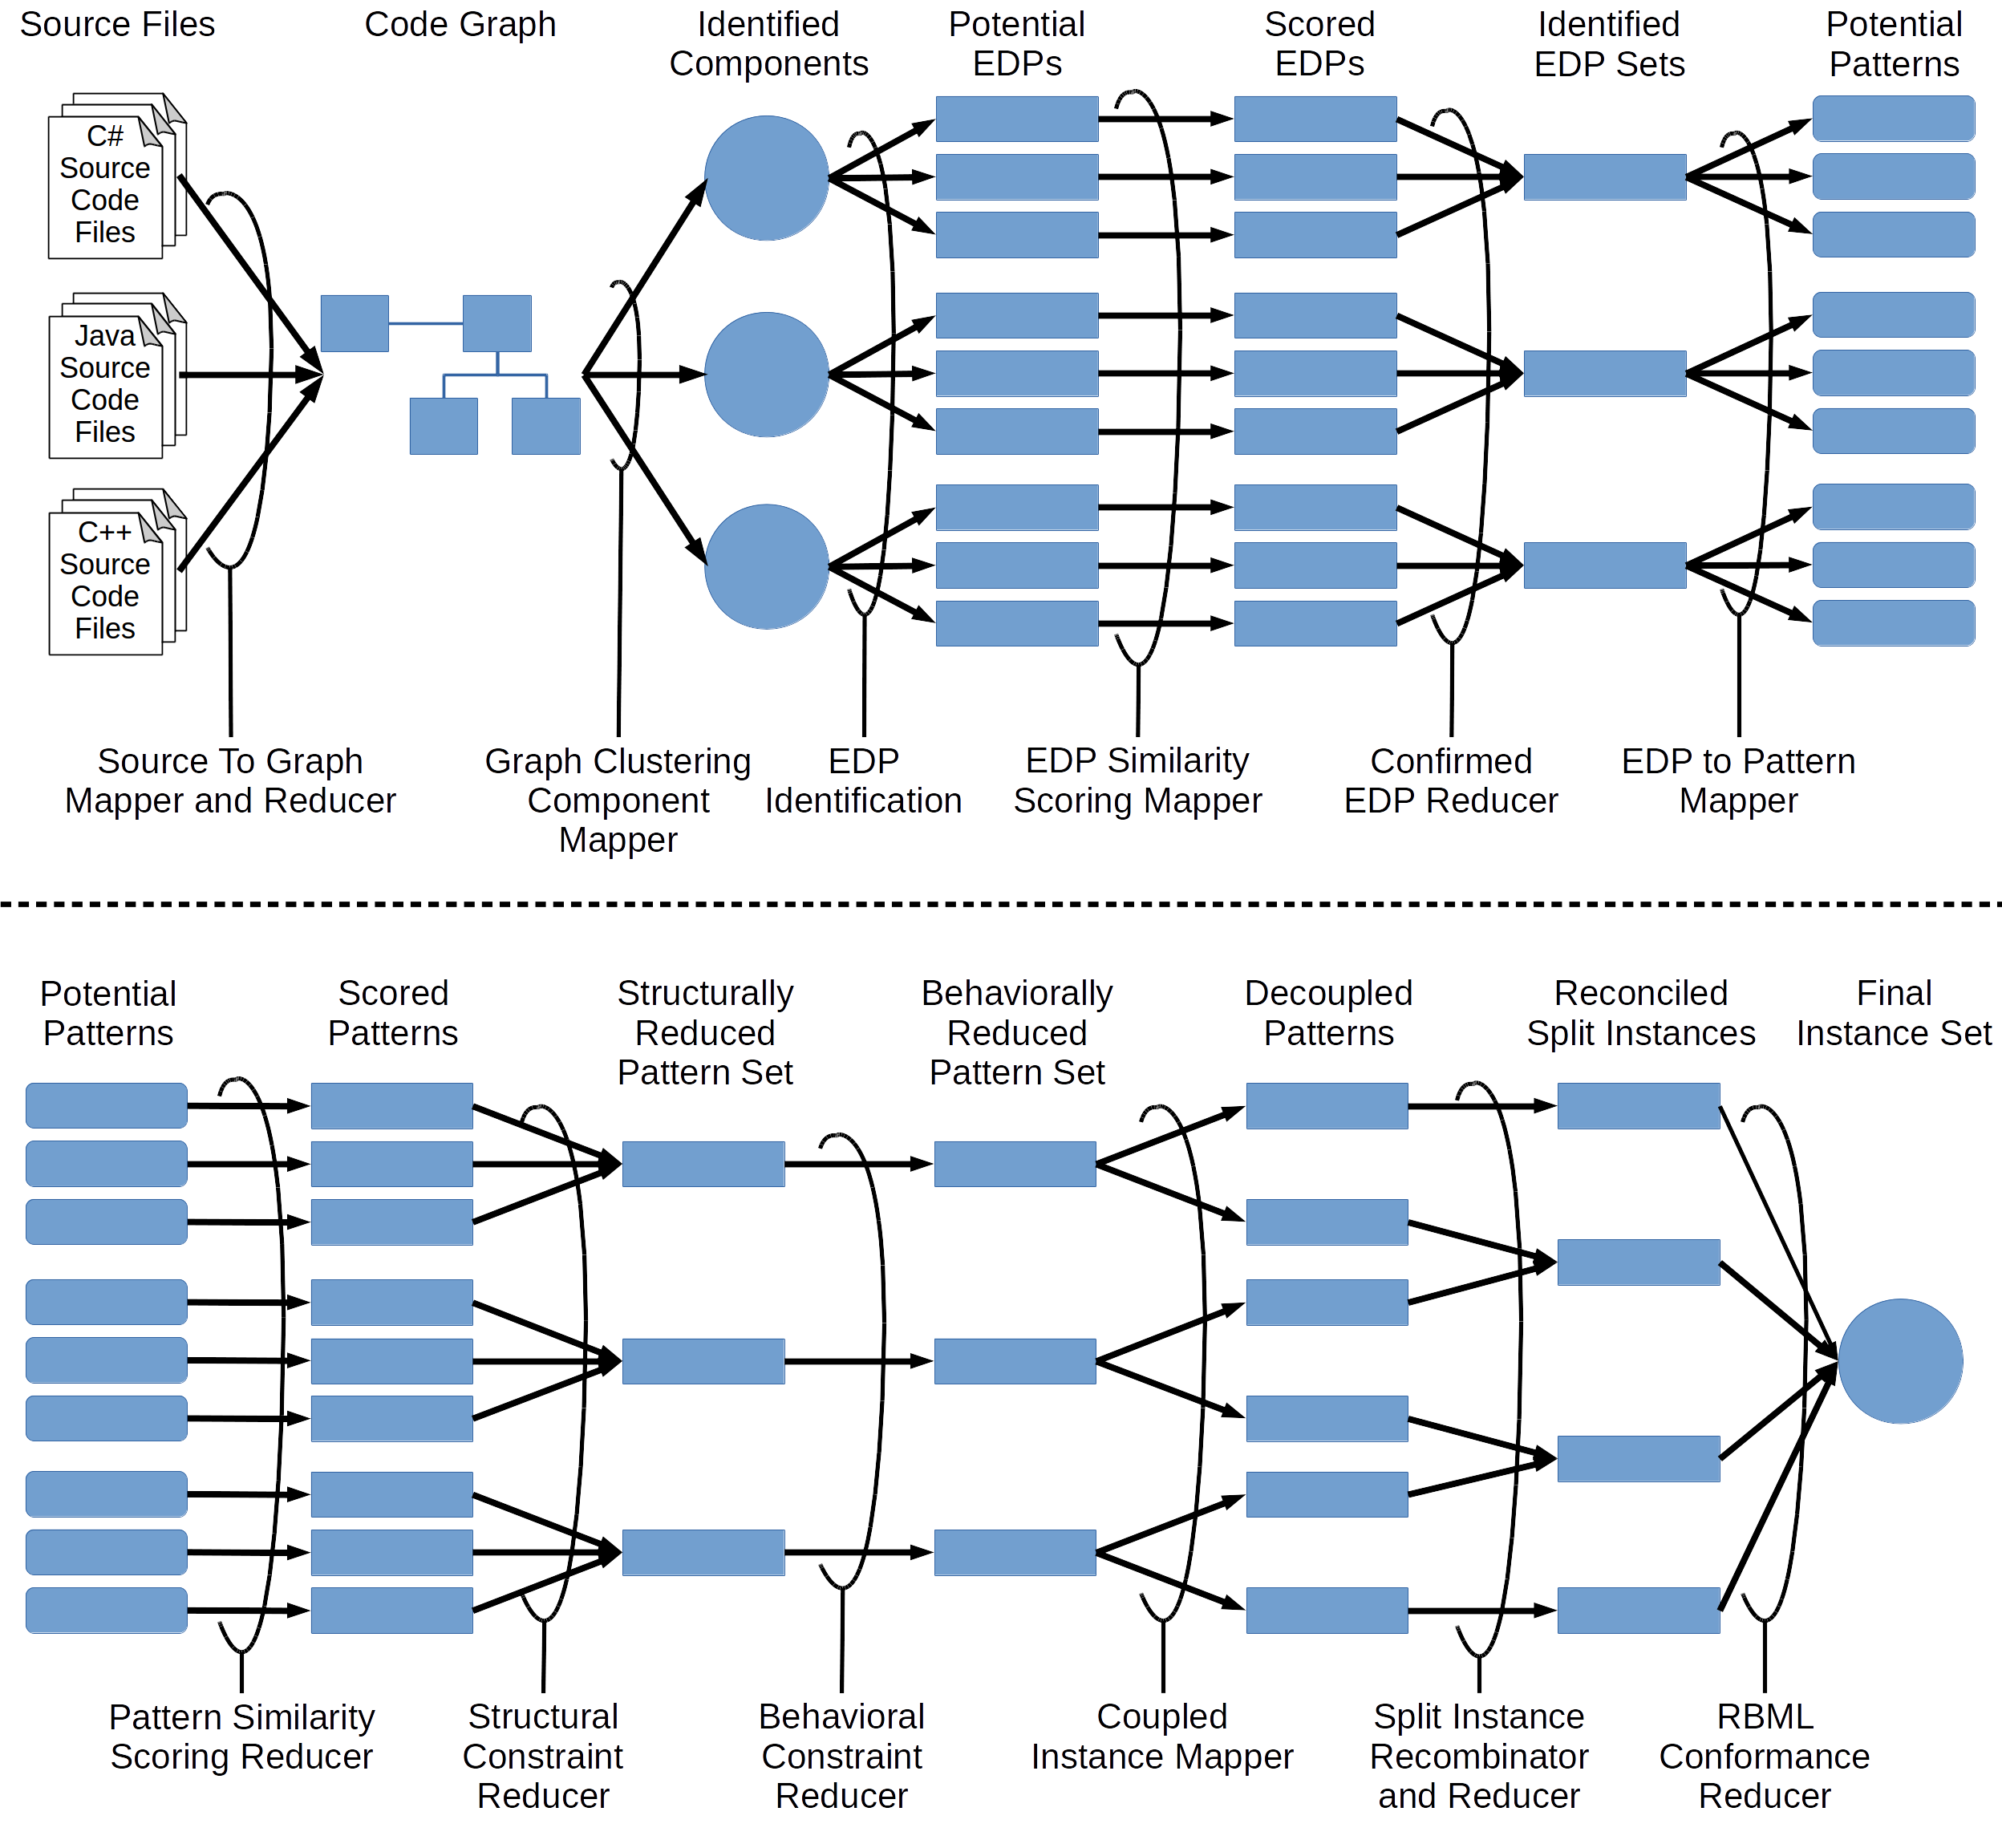 Source Files
Code Graph
Identified
Components
Potential
EDPs
Scored
EDPs
Identified
EDP Sets
Potential
Patterns
C#
Source
Code
Files
Java
Source
Code
Files
C++
Source
Code
Files
Source To Graph
Mapper and Reducer
Graph Clustering
Component
Mapper
EDP
Identification
EDP Similarity
Scoring Mapper
Confirmed
EDP Reducer
EDP to Pattern
Mapper
Potential
Patterns
Scored
Patterns
Structurally
Reduced
Pattern Set
Behaviorally
Reduced
Pattern Set
Decoupled
Patterns
Reconciled
Split Instances
Final
Instance Set
Pattern Similarity
Scoring Reducer
Structural
Constraint
Reducer
Behavioral
Constraint
Reducer
Coupled
Instance Mapper
Split Instance
Recombinator
and Reducer
RBML
Conformance
Reducer